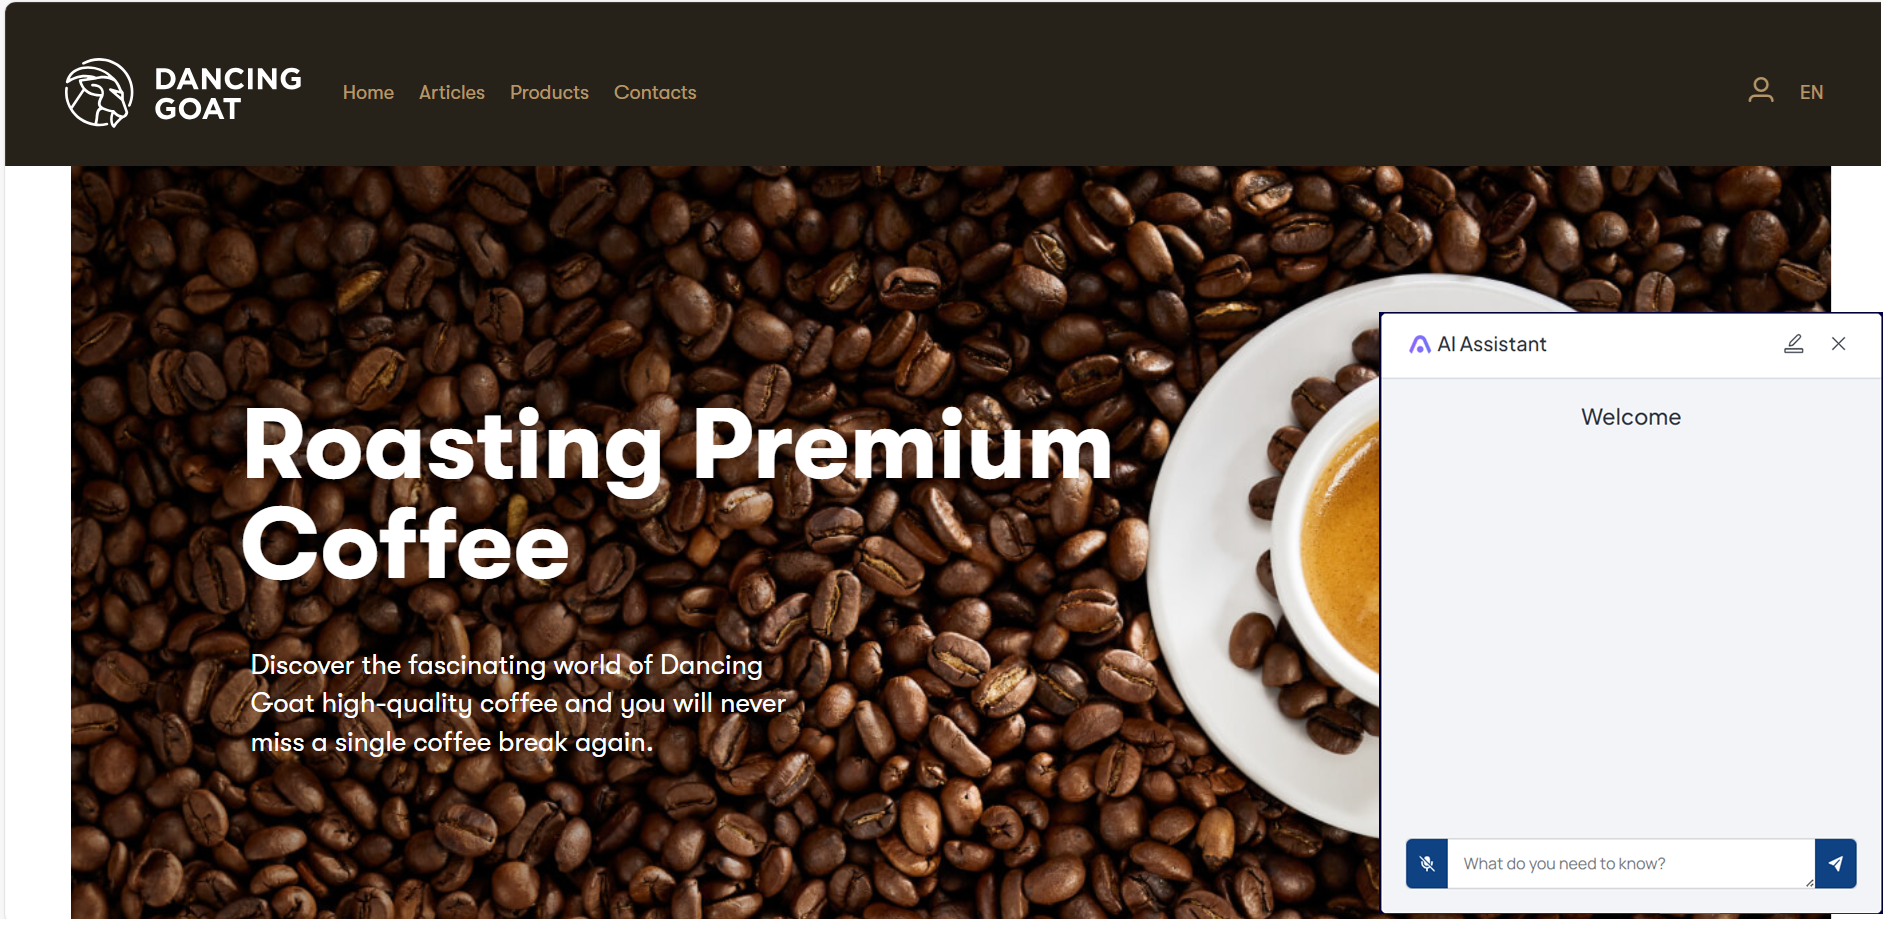 DANCING
GOAT
Home Articles Products Contacts
EN
Roasting Premium
Coffee
Discover the fascinating world of Dancing
Goat high-quality coffee and you will never
miss a single coffee break again.
AI Assistant
Welcome
What do you need to know?